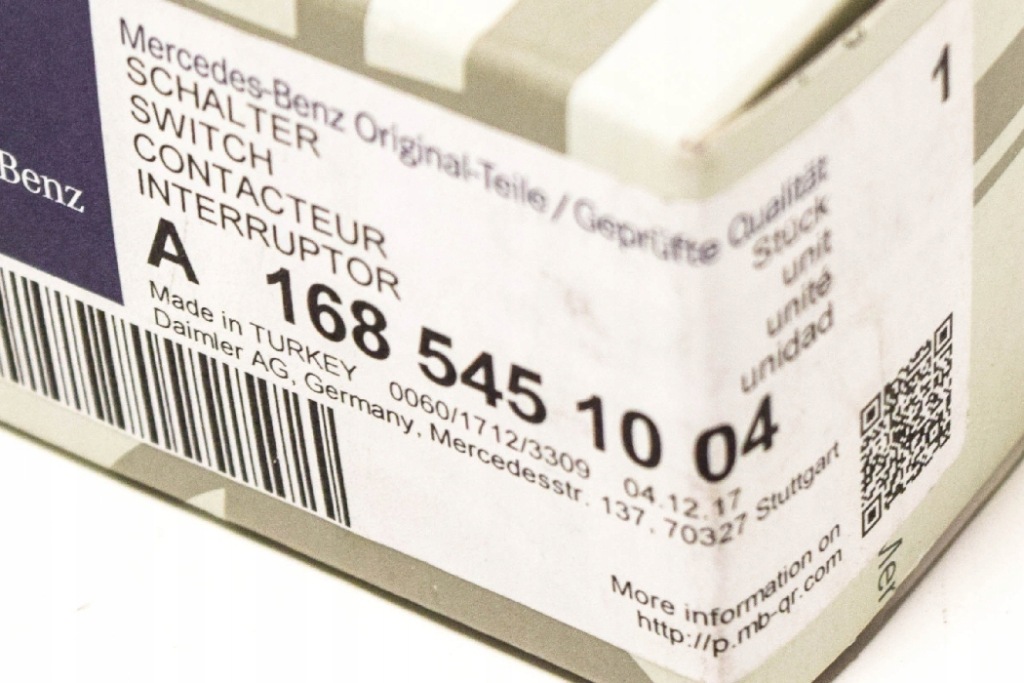 Benz
Mercedes-Benz Original-Teile / Geprüfte Qualität
SCHALTER
SWITCH
CONTACTEUR
INTERRUPTOR
1
Stück
unit
unité
unidad
A 168 545 10 04
Made in TURKEY 0060/1712/3309 04.12.17
Daimler AG, Germany, Mercedesstr. 137, 70327 Stuttgart
More information on
http://p.mb-qr.com
Mer